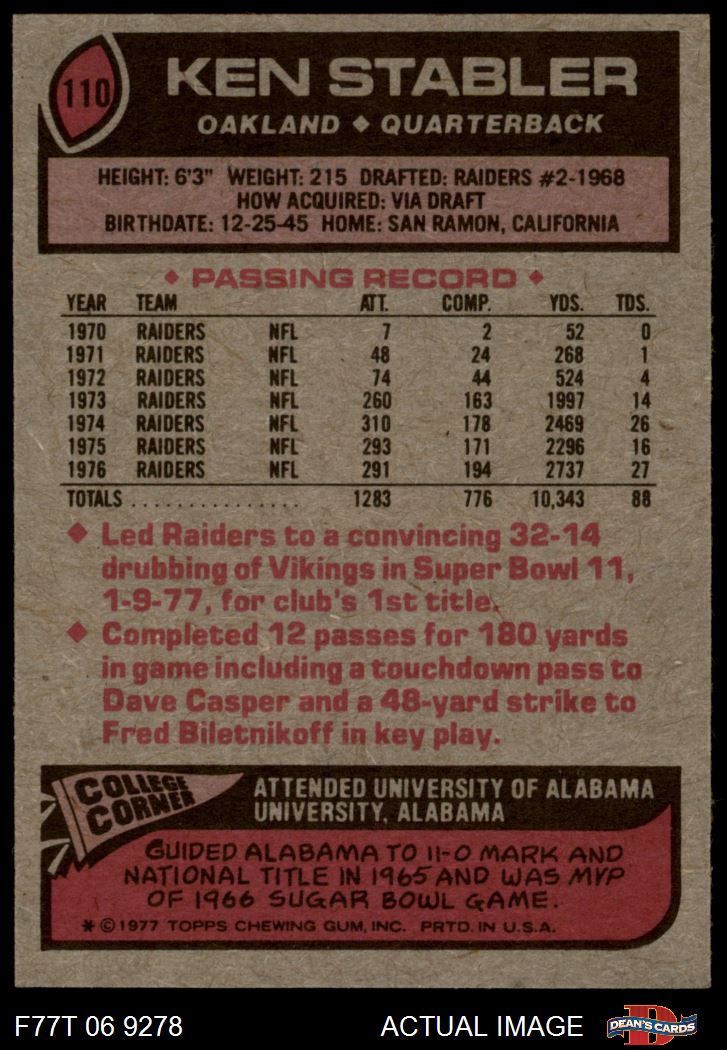 110
KEN STABLER
OAKLAND ♦ QUARTERBACK
HEIGHT: 6'3" WEIGHT: 215 DRAFTED: RAIDERS #2-1968
HOW ACQUIRED: VIA DRAFT
BIRTHDATE: 12-25-45 HOME: SAN RAMON, CALIFORNIA
♦ PASSING RECORD ♦
YEAR TEAM ATT. COMP. YDS. TDS.
1970 RAIDERS NFL 7 2 52 0
1971 RAIDERS NFL 48 24 268 1
1972 RAIDERS NFL 74 44 524 4
1973 RAIDERS NFL 260 163 1997 14
1974 RAIDERS NFL 310 178 2469 26
1975 RAIDERS NFL 293 171 2296 16
1976 RAIDERS NFL 291 194 2737 27
TOTALS ................ 1283 776 10,343 88
♦ Led Raiders to a convincing 32-14
drubbing of Vikings in Super Bowl 11,
1-9-77, for club's 1st title.
♦ Completed 12 passes for 180 yards
in game including a touchdown pass to
Dave Casper and a 48-yard strike to
Fred Biletnikoff in key play.
COLLEGE
CORNER
ATTENDED UNIVERSITY OF ALABAMA
UNIVERSITY, ALABAMA
GUIDED ALABAMA TO 11-0 MARK AND
NATIONAL TITLE IN 1965 AND WAS MVP
OF 1966 SUGAR BOWL GAME.
* © 1977 TOPPS CHEWING GUM, INC. PRTD. IN U.S.A.
F77T 06 9278 ACTUAL IMAGE
D
DEAN'S CARDS